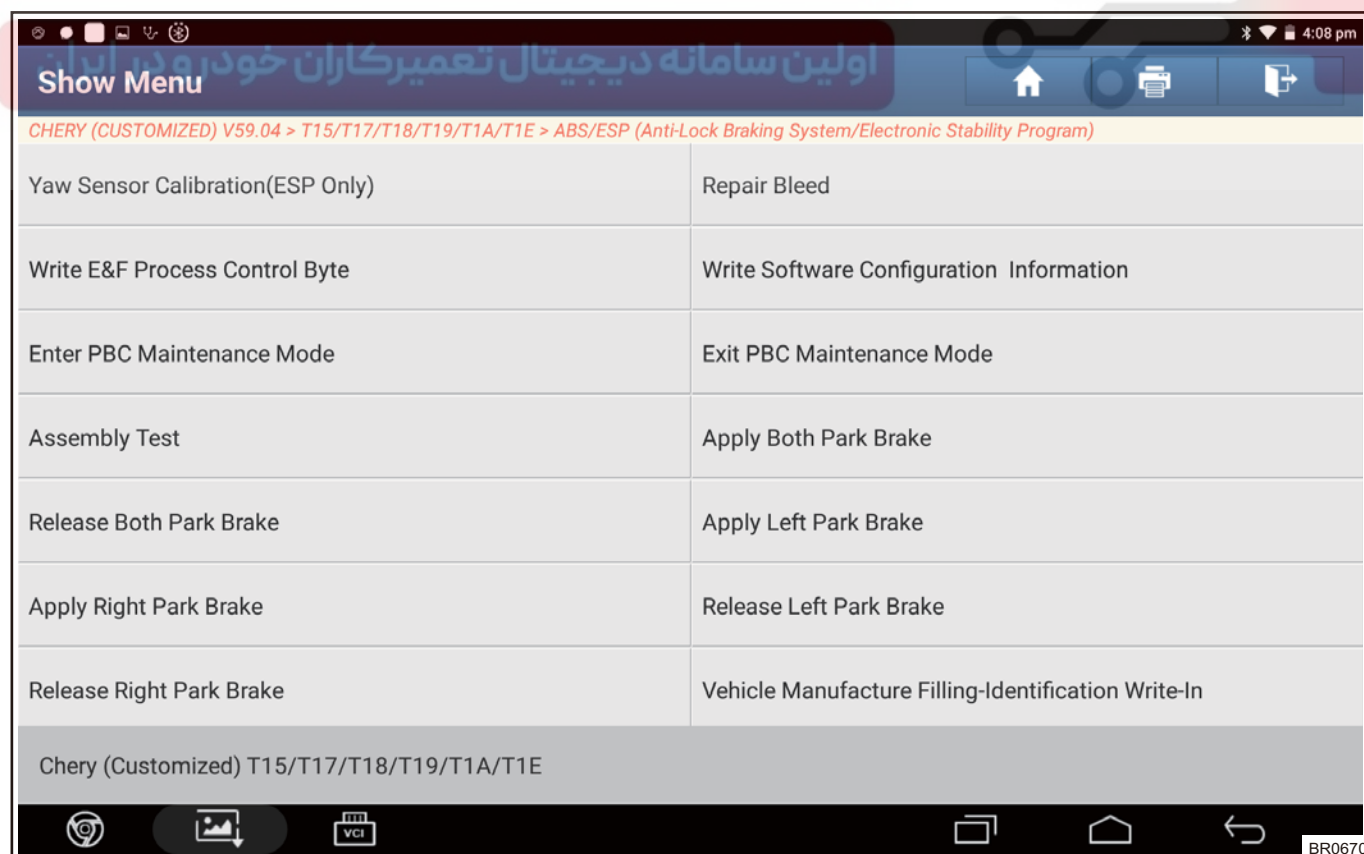 4:08 pm
اولین سامانه دیجیتال تعمیرکاران خودرو در ایران
Show Menu
CHERY (CUSTOMIZED) V59.04 > T15/T17/T18/T19/T1A/T1E > ABS/ESP (Anti-Lock Braking System/Electronic Stability Program)
Yaw Sensor Calibration(ESP Only)
Repair Bleed
Write E&F Process Control Byte
Write Software Configuration Information
Enter PBC Maintenance Mode
Exit PBC Maintenance Mode
Assembly Test
Apply Both Park Brake
Release Both Park Brake
Apply Left Park Brake
Apply Right Park Brake
Release Left Park Brake
Release Right Park Brake
Vehicle Manufacture Filling-Identification Write-In
Chery (Customized) T15/T17/T18/T19/T1A/T1E
VCI
BR0670